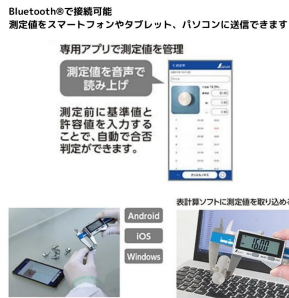 Bluetooth®で接続可能
測定値をスマートフォンやタブレット、パソコンに送信できます
専用アプリで測定値を管理
測定値を音声で
読み上げ
測定前に基準値と
許容値を入力する
ことで、自動で合否
判定ができます。
Android
iOS
Windows
表計算ソフトに測定値を取り込める